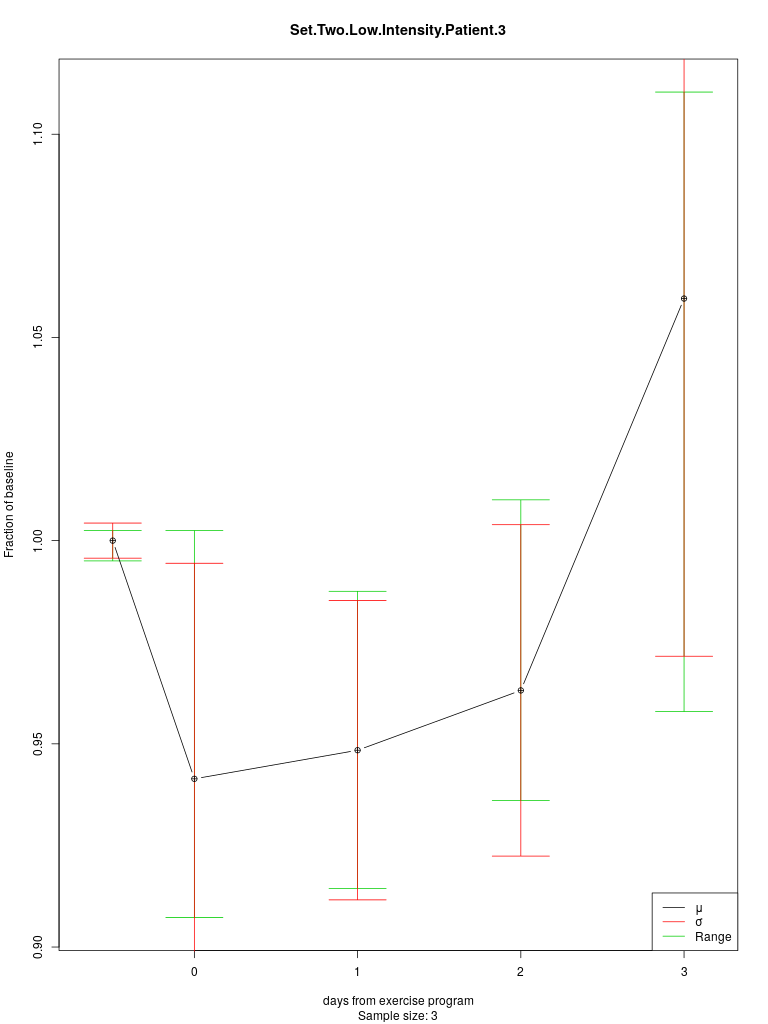 Set.Two.Low.Intensity.Patient.3
Fraction of baseline
1.10
1.05
1.00
0.95
0.90
0
1
2
3
μ
σ
Range
days from exercise program
Sample size: 3